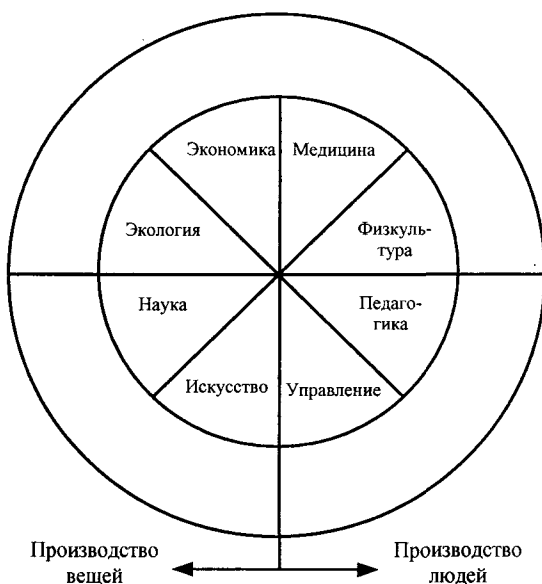 Экономика Медицина
Экология
Физкуль-
тура
Наука
Педаго-
гика
Искусство Управление
Производство
вещей
Производство
людей